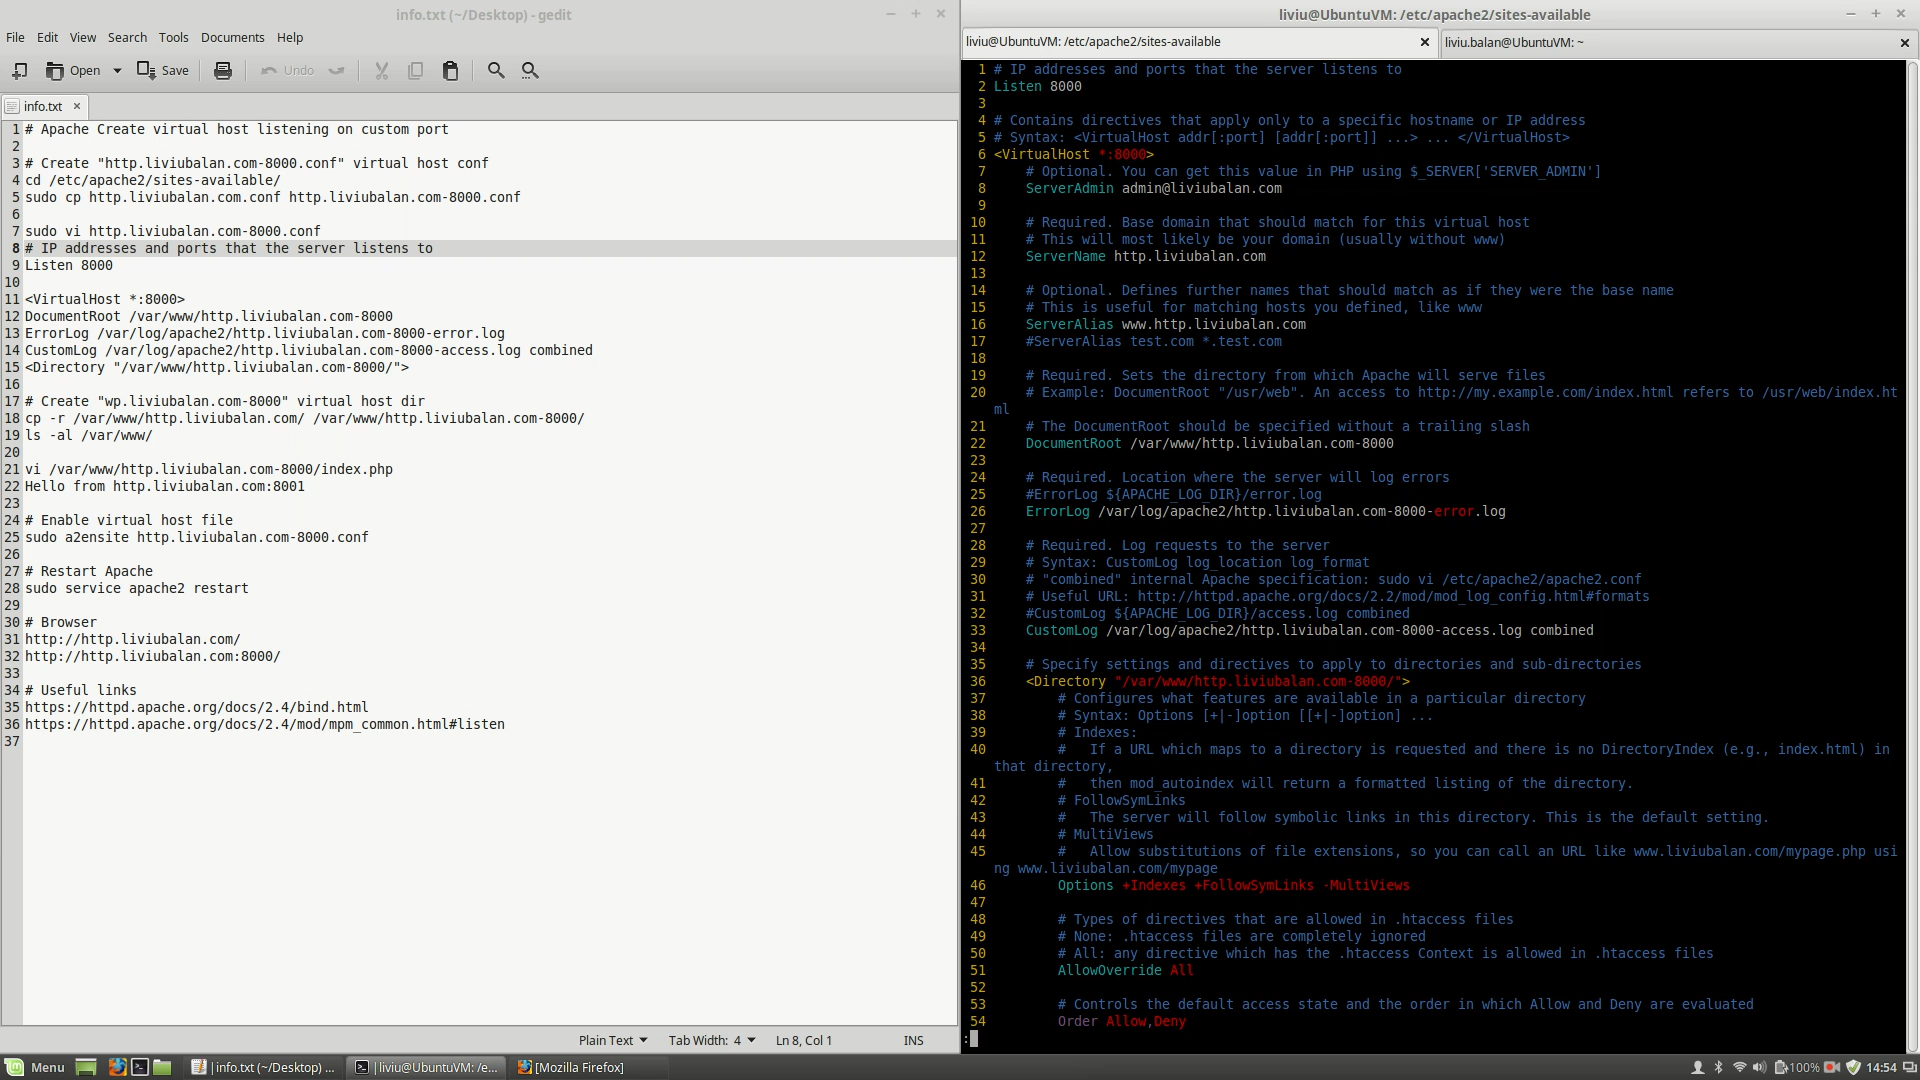 info.txt (~/Desktop) - gedit
File Edit View Search Tools Documents Help
Open Save Undo
info.txt ×
1 # Apache Create virtual host listening on custom port
2
3 # Create "http.liviubalan.com-8000.conf" virtual host conf
4 cd /etc/apache2/sites-available/
5 sudo cp http.liviubalan.com.conf http.liviubalan.com-8000.conf
6
7 sudo vi http.liviubalan.com-8000.conf
8 # IP addresses and ports that the server listens to
9 Listen 8000
10
11 <VirtualHost *:8000>
12 DocumentRoot /var/www/http.liviubalan.com-8000
13 ErrorLog /var/log/apache2/http.liviubalan.com-8000-error.log
14 CustomLog /var/log/apache2/http.liviubalan.com-8000-access.log combined
15 <Directory "/var/www/http.liviubalan.com-8000/">
16
17 # Create "wp.liviubalan.com-8000" virtual host dir
18 cp -r /var/www/http.liviubalan.com/ /var/www/http.liviubalan.com-8000/
19 ls -al /var/www/
20
21 vi /var/www/http.liviubalan.com-8000/index.php
22 Hello from http.liviubalan.com:8001
23
24 # Enable virtual host file
25 sudo a2ensite http.liviubalan.com-8000.conf
26
27 # Restart Apache
28 sudo service apache2 restart
29
30 # Browser
31 http://http.liviubalan.com/
32 http://http.liviubalan.com:8000/
33
34 # Useful links
35 https://httpd.apache.org/docs/2.4/bind.html
36 https://httpd.apache.org/docs/2.4/mod/mpm_common.html#listen
37
Plain Text Tab Width: 4 Ln 8, Col 1 INS
liviu@UbuntuVM: /etc/apache2/sites-available
liviu@UbuntuVM: /etc/apache2/sites-available × liviu.balan@UbuntuVM: ~ ×
1 # IP addresses and ports that the server listens to
2 Listen 8000
3
4 # Contains directives that apply only to a specific hostname or IP address
5 # Syntax: <VirtualHost addr[:port] [addr[:port]] ...> ... </VirtualHost>
6 <VirtualHost *:8000>
7 # Optional. You can get this value in PHP using $_SERVER['SERVER_ADMIN']
8 ServerAdmin admin@liviubalan.com
9
10 # Required. Base domain that should match for this virtual host
11 # This will most likely be your domain (usually without www)
12 ServerName http.liviubalan.com
13
14 # Optional. Defines further names that should match as if they were the base name
15 # This is useful for matching hosts you defined, like www
16 ServerAlias www.http.liviubalan.com
17 #ServerAlias test.com *.test.com
18
19 # Required. Sets the directory from which Apache will serve files
20 # Example: DocumentRoot "/usr/web". An access to http://my.example.com/index.html refers to /usr/web/index.ht
ml
21 # The DocumentRoot should be specified without a trailing slash
22 DocumentRoot /var/www/http.liviubalan.com-8000
23
24 # Required. Location where the server will log errors
25 #ErrorLog ${APACHE_LOG_DIR}/error.log
26 ErrorLog /var/log/apache2/http.liviubalan.com-8000-error.log
27
28 # Required. Log requests to the server
29 # Syntax: CustomLog log_location log_format
30 # "combined" internal Apache specification: sudo vi /etc/apache2/apache2.conf
31 # Useful URL: http://httpd.apache.org/docs/2.2/mod/mod_log_config.html#formats
32 #CustomLog ${APACHE_LOG_DIR}/access.log combined
33 CustomLog /var/log/apache2/http.liviubalan.com-8000-access.log combined
34
35 # Specify settings and directives to apply to directories and sub-directories
36 <Directory "/var/www/http.liviubalan.com-8000/">
37 # Configures what features are available in a particular directory
38 # Syntax: Options [+|-]option [[+|-]option] ...
39 # Indexes:
40 #   If a URL which maps to a directory is requested and there is no DirectoryIndex (e.g., index.html) in
that directory,
41 #   then mod_autoindex will return a formatted listing of the directory.
42 # FollowSymLinks
43 #   The server will follow symbolic links in this directory. This is the default setting.
44 # MultiViews
45 #   Allow substitutions of file extensions, so you can call an URL like www.liviubalan.com/mypage.php usi
ng www.liviubalan.com/mypage
46 Options +Indexes +FollowSymLinks -MultiViews
47
48 # Types of directives that are allowed in .htaccess files
49 # None: .htaccess files are completely ignored
50 # All: any directive which has the .htaccess Context is allowed in .htaccess files
51 AllowOverride All
52
53 # Controls the default access state and the order in which Allow and Deny are evaluated
54 Order Allow,Deny
:
Menu |info.txt (~/Desktop) ... |liviu@UbuntuVM: /e... [Mozilla Firefox] 100% 14:54